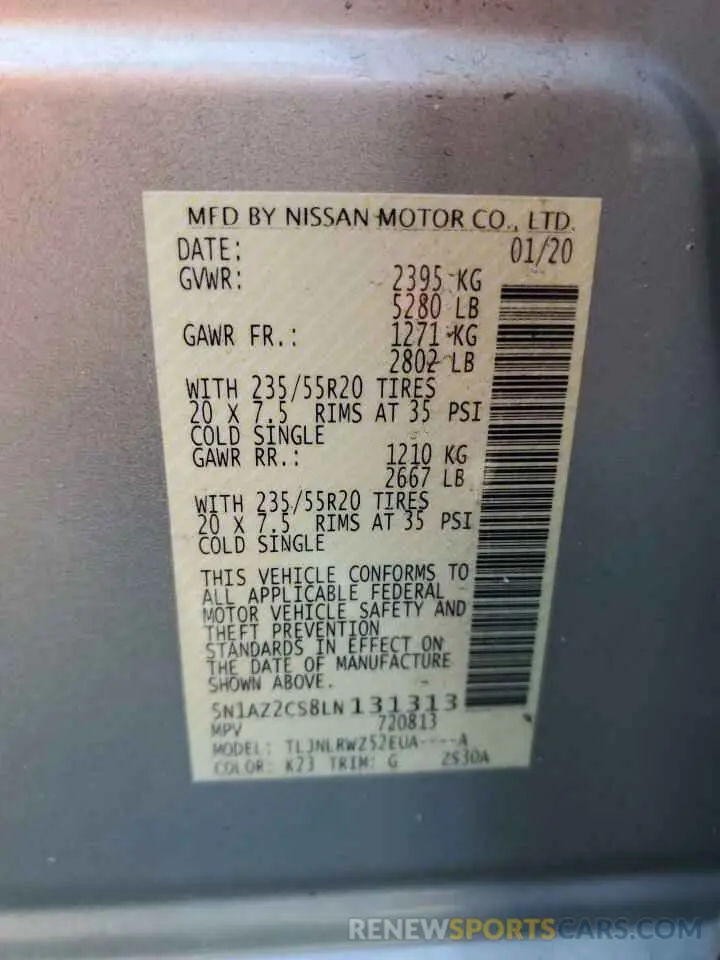 MFD BY NISSAN MOTOR CO., LTD.
DATE: 01/20
GVWR: 2395 KG
5280 LB
GAWR FR.: 1271 KG
2802 LB
WITH 235/55R20 TIRES
20 X 7.5 RIMS AT 35 PSI
COLD SINGLE
GAWR RR.: 1210 KG
2667 LB
WITH 235/55R20 TIRES
20 X 7.5 RIMS AT 35 PSI
COLD SINGLE
THIS VEHICLE CONFORMS TO
ALL APPLICABLE FEDERAL
MOTOR VEHICLE SAFETY AND
THEFT PREVENTION
STANDARDS IN EFFECT ON
THE DATE OF MANUFACTURE
SHOWN ABOVE.
5N1AZ2CS8LN131313
MPV 720813
MODEL: TLJNLRWZ52EUA----A
COLOR: K23 TRIM: G 2S30A
RENEWSPORTSCARS.COM